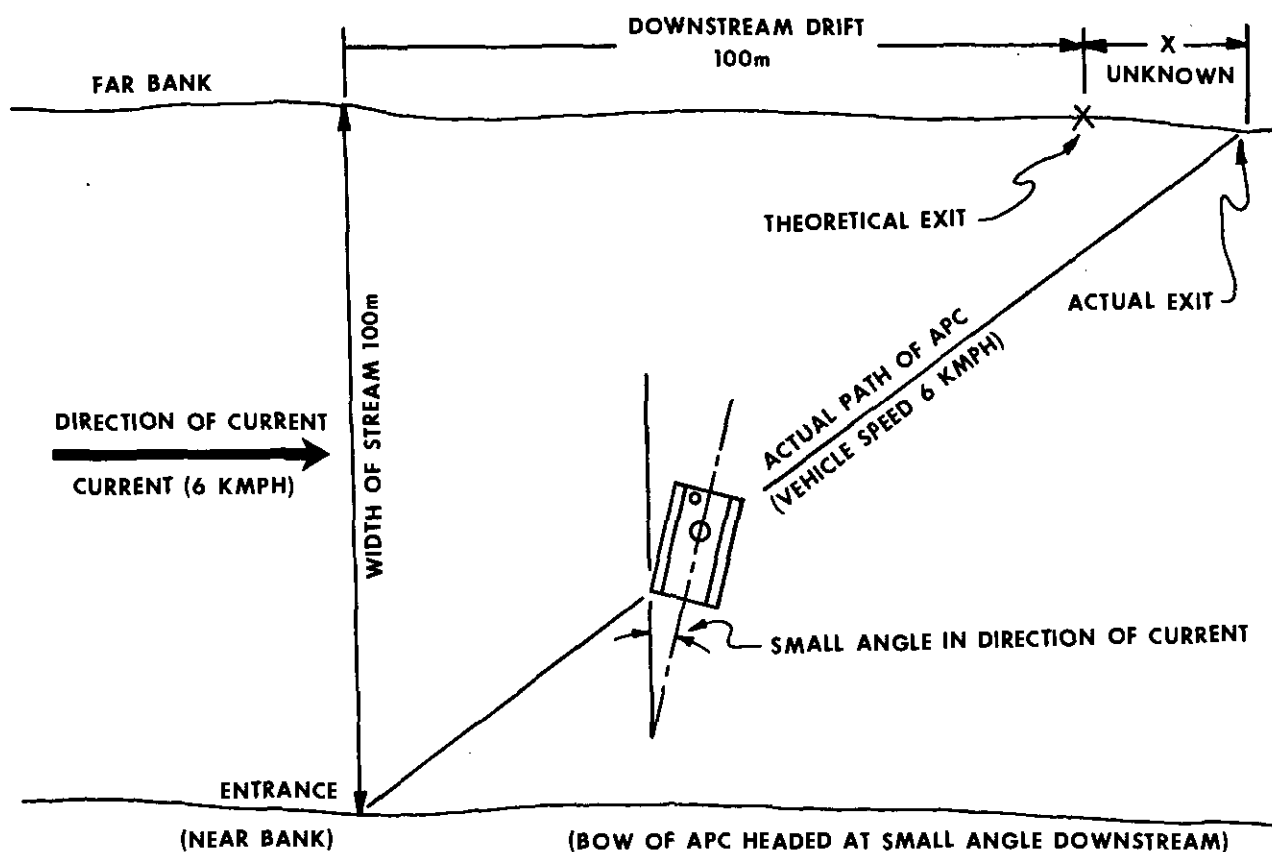 DOWNSTREAM DRIFT
100m
X
UNKNOWN
FAR BANK
THEORETICAL EXIT
ACTUAL EXIT
WIDTH OF STREAM 100m
DIRECTION OF CURRENT
CURRENT (6 KMPH)
ACTUAL PATH OF APC
(VEHICLE SPEED 6 KMPH)
SMALL ANGLE IN DIRECTION OF CURRENT
ENTRANCE
(NEAR BANK)
(BOW OF APC HEADED AT SMALL ANGLE DOWNSTREAM)